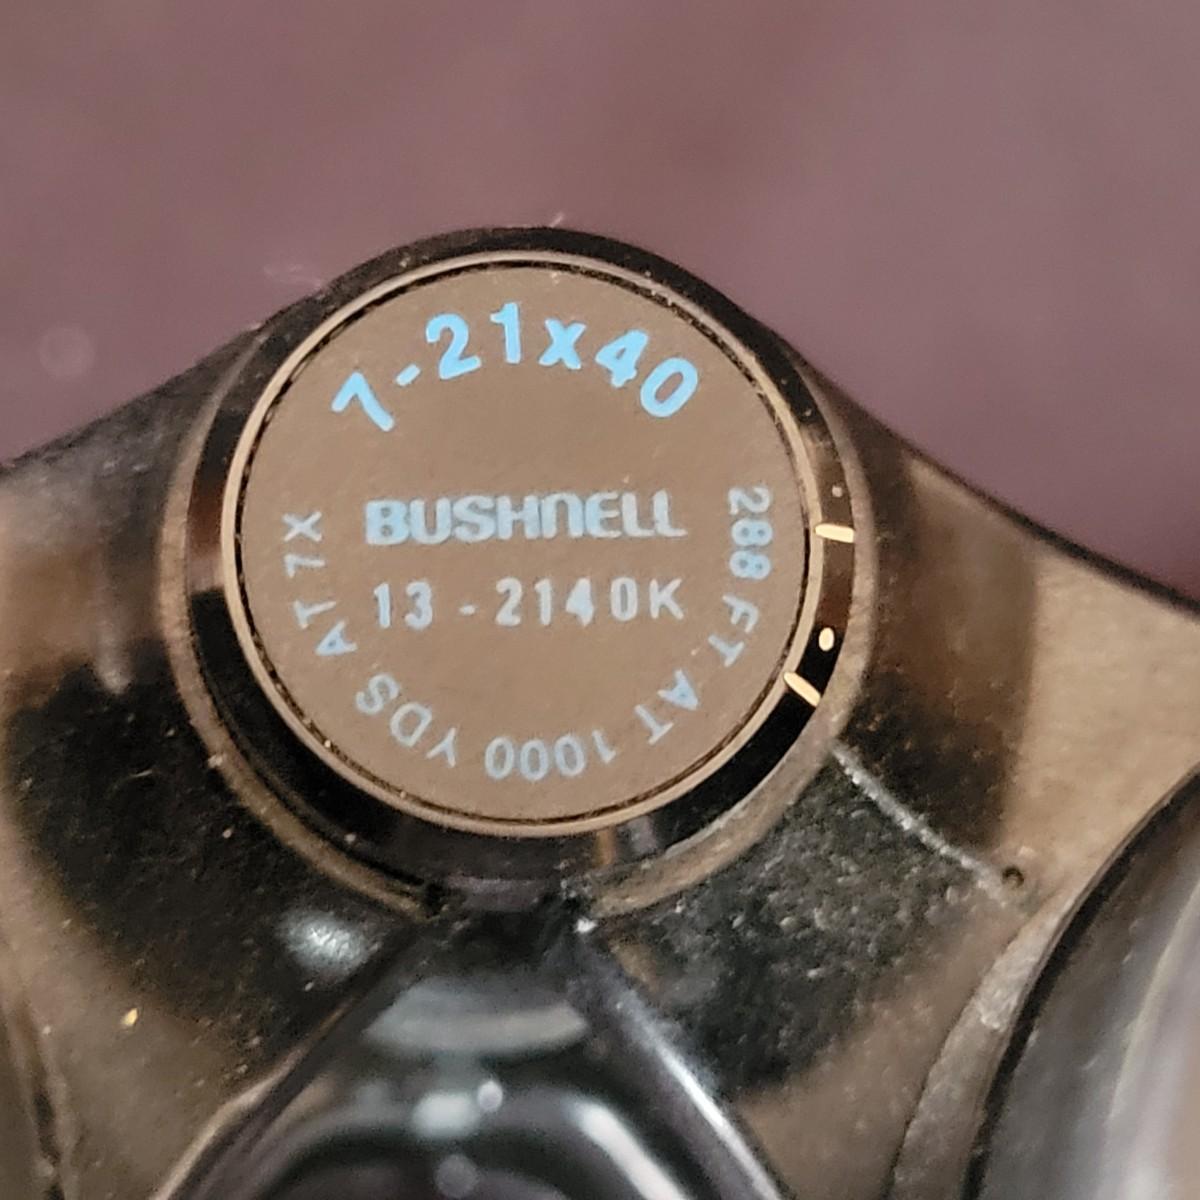 7-21x40
BUSHNELL
13-2140K
288 FT. AT 1000 YDS AT 7X